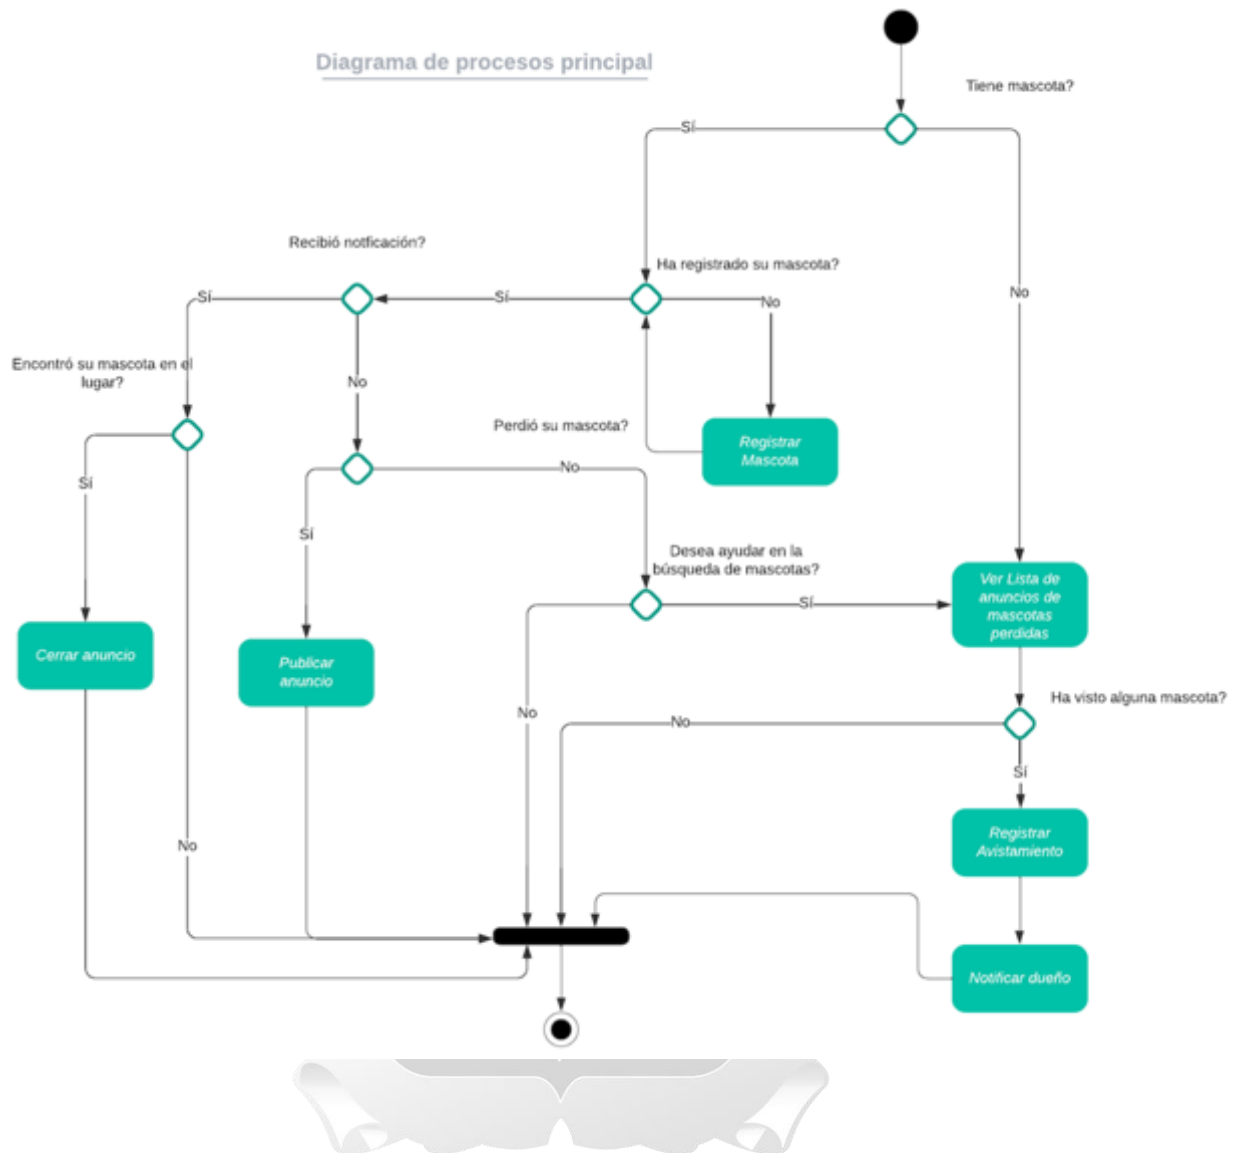 Diagrama de procesos principal
Tiene mascota?
Sí
Recibió notficación?
Ha registrado su mascota?
Sí
Sí
No
No
Encontró su mascota en el
lugar?
No
Perdió su mascota?
Registrar
Mascota
No
Sí
Sí
Desea ayudar en la
búsqueda de mascotas?
Ver Lista de
anuncios de
mascotas
perdidas
Sí
Cerrar anuncio
Publicar
anuncio
Ha visto alguna mascota?
No
No
Sí
Registrar
Avistamiento
No
Notificar dueño